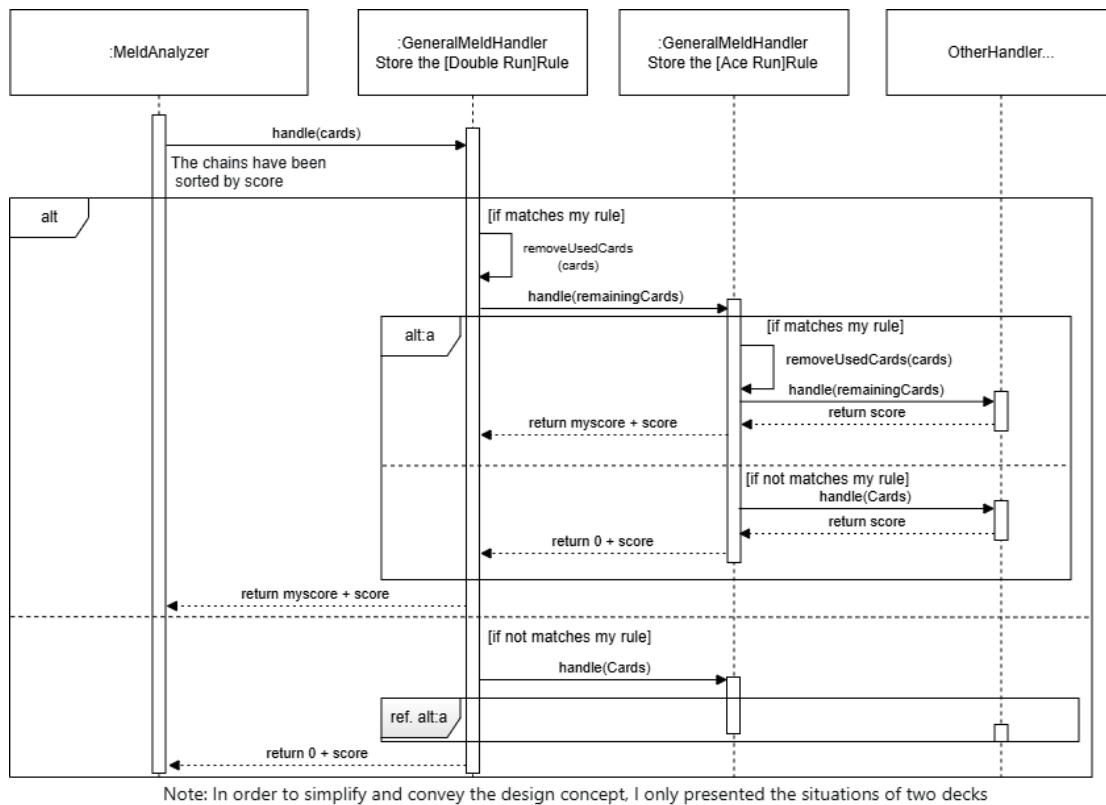 :MeldAnalyzer
:GeneralMeldHandler
Store the [Double Run]Rule
:GeneralMeldHandler
Store the [Ace Run]Rule
OtherHandler...
handle(cards)
The chains have been
sorted by score
alt
[if matches my rule]
removeUsedCards
(cards)
handle(remainingCards)
alt:a
[if matches my rule]
removeUsedCards(cards)
handle(remainingCards)
return score
return myscore + score
[if not matches my rule]
handle(Cards)
return score
return 0 + score
return myscore + score
[if not matches my rule]
handle(Cards)
ref. alt:a
return 0 + score
Note: In order to simplify and convey the design concept, I only presented the situations of two decks